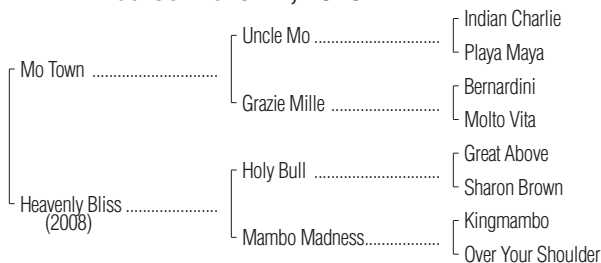 Indian Charlie
Uncle Mo
Playa Maya
Mo Town
Bernardini
Grazie Mille
Molto Vita
Great Above
Holy Bull
Sharon Brown
Heavenly Bliss
(2008)
Kingmambo
Mambo Madness
Over Your Shoulder